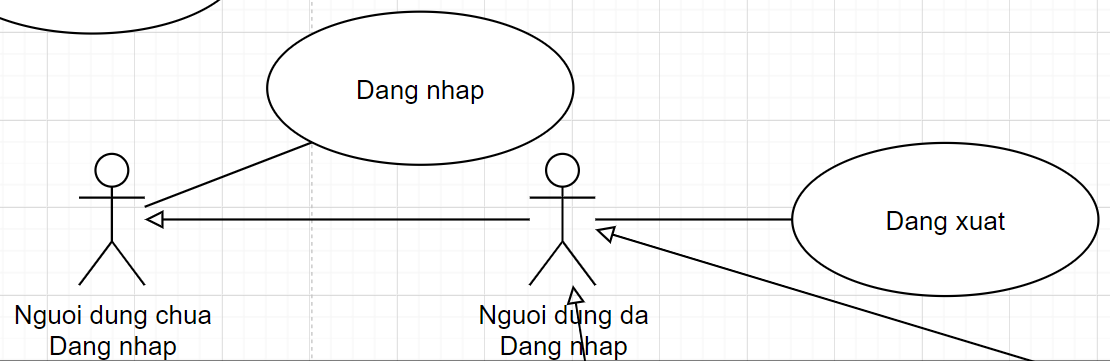 Dang nhap
Dang xuat
Nguoi dung chua
Dang nhap
Nguoi dung da
Dang nhap